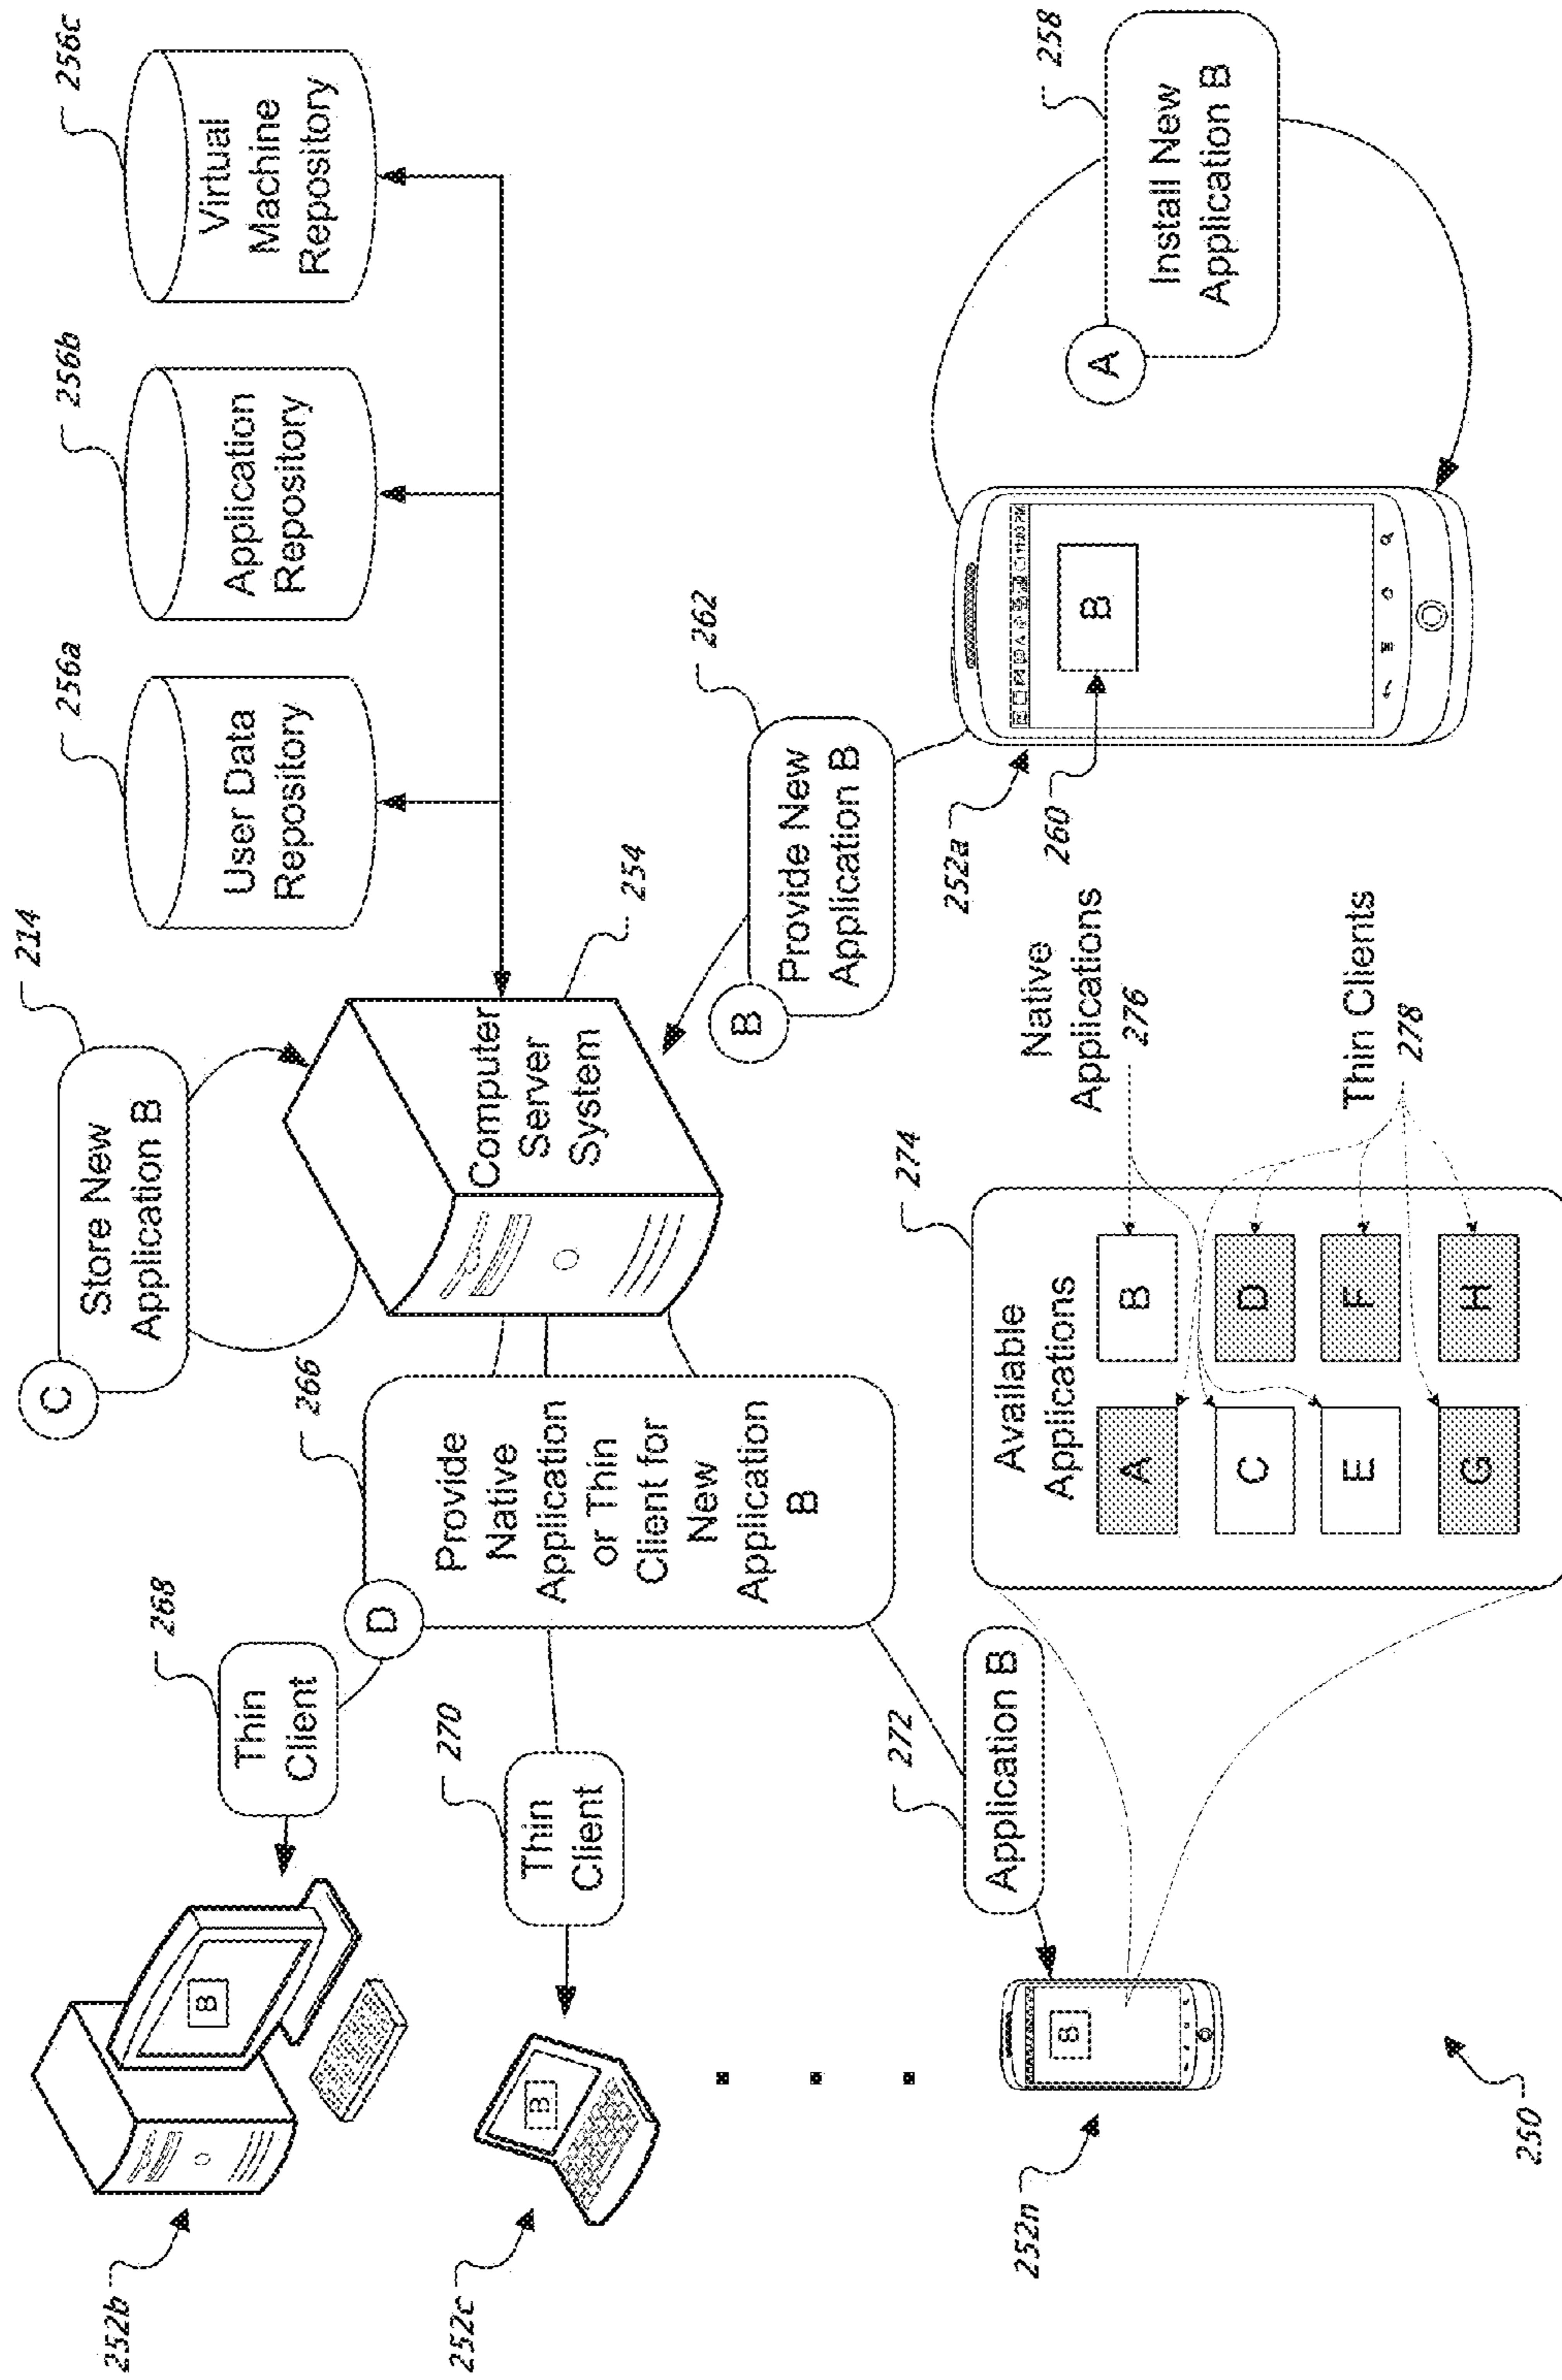 252b
B
268
Thin
Client
C
Store New
Application B
214
User Data
Repository
256a
Application
Repository
256b
Virtual
Machine
Repository
256c
252c
B
270
Thin
Client
D
266
Provide
Native
Application
or Thin
Client for
New
Application
B
Computer
Server
System
254
B
Provide New
Application B
262
252n
B
272
Application B
274
Available
Applications
A
B
C
D
E
F
G
H
Native
Applications
276
Thin Clients
278
252a
260
B
11:03 PM
A
Install New
Application B
258
250